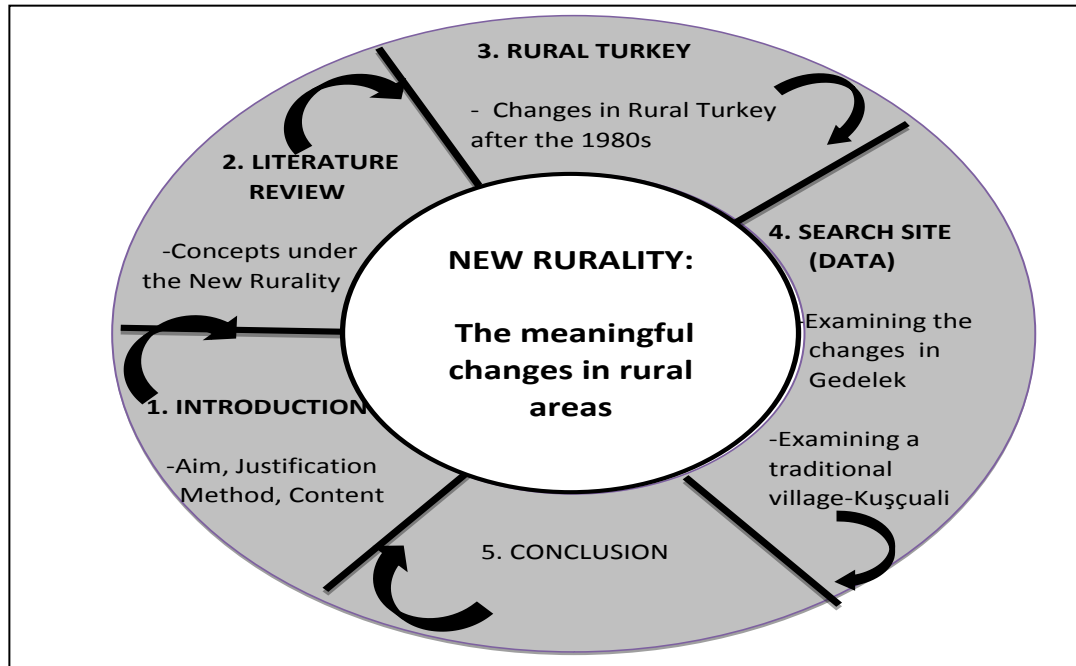 NEW RURALITY:
The meaningful
changes in rural
areas
1. INTRODUCTION
-Aim, Justification
Method, Content
2. LITERATURE
REVIEW
-Concepts under
the New Rurality
3. RURAL TURKEY
- Changes in Rural Turkey
after the 1980s
4. SEARCH SITE
(DATA)
-Examining the
changes in
Gedelek
-Examining a
traditional
village-Kuşçuali
5. CONCLUSION